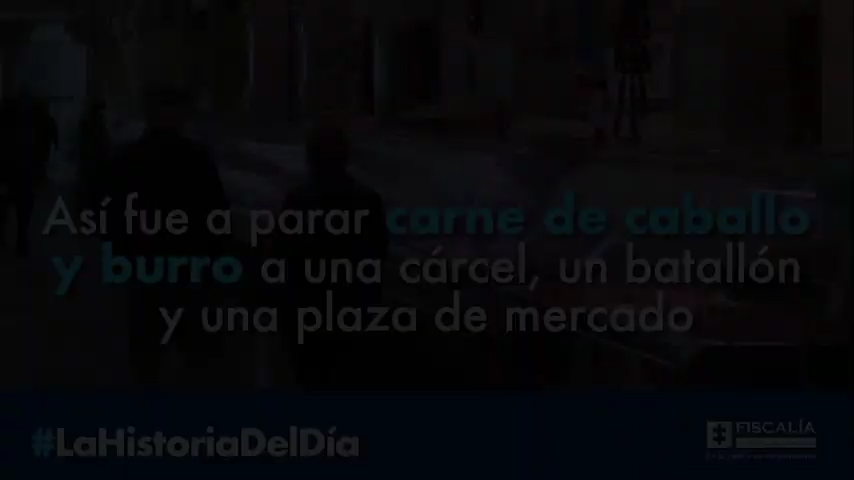 Así fue a parar carne de caballo
y burro a una cárcel, un batallón
y una plaza de mercado
#LaHistoriaDelDía
FISCALÍA